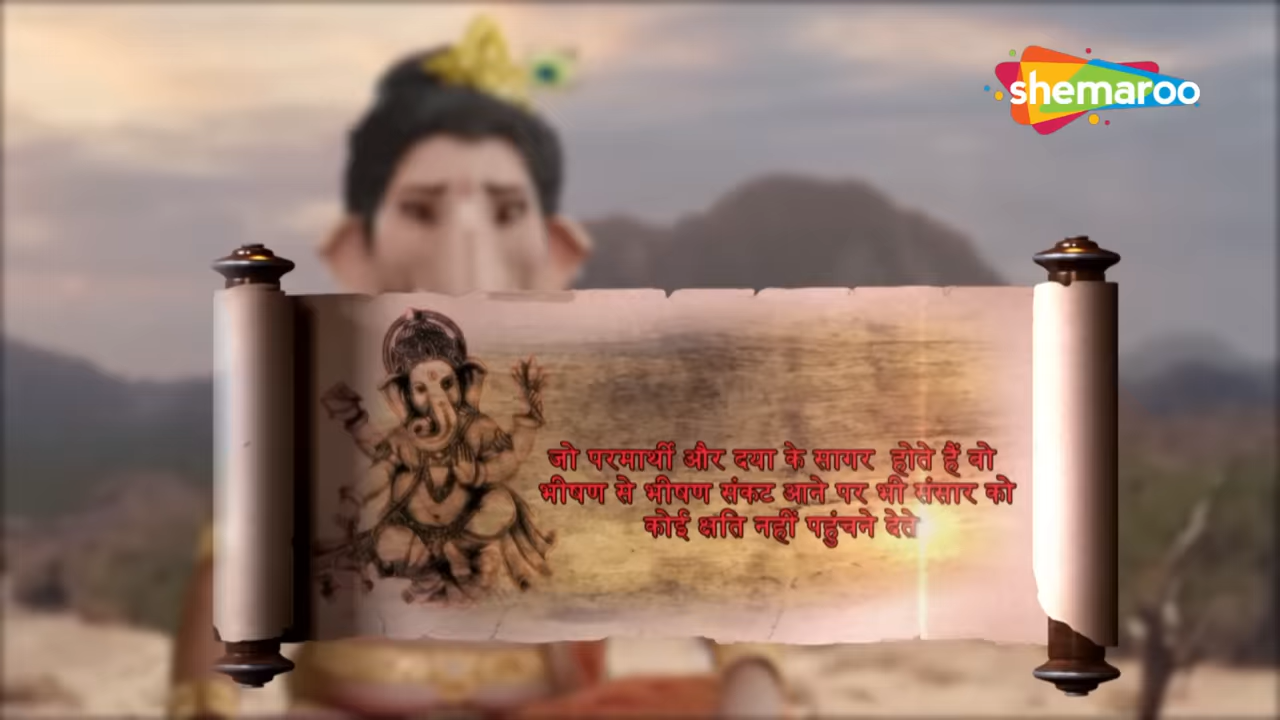 shemaroo
जो परमार्थी और दया के सागर होते हैं वो
भीषण से भीषण संकट आने पर भी संसार को
कोई क्षति नहीं पहुंचने देते